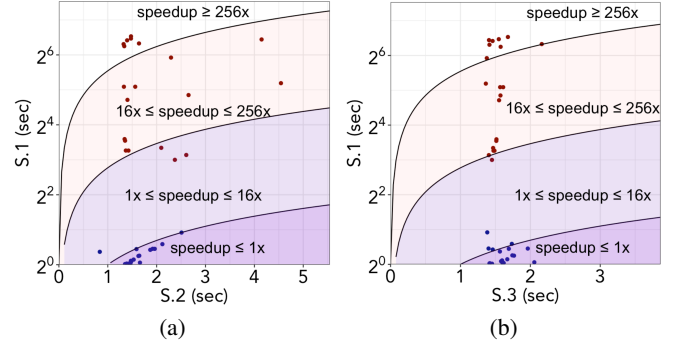 speedup ≥ 256x
16x ≤ speedup ≤ 256x
1x ≤ speedup ≤ 16x
speedup ≤ 1x
S.1 (sec)
2^6
2^4
2^2
2^0
0 1 2 3 4 5
S.2 (sec)
(a)
speedup ≥ 256x
16x ≤ speedup ≤ 256x
1x ≤ speedup ≤ 16x
speedup ≤ 1x
S.1 (sec)
2^6
2^4
2^2
2^0
0 1 2 3
S.3 (sec)
(b)